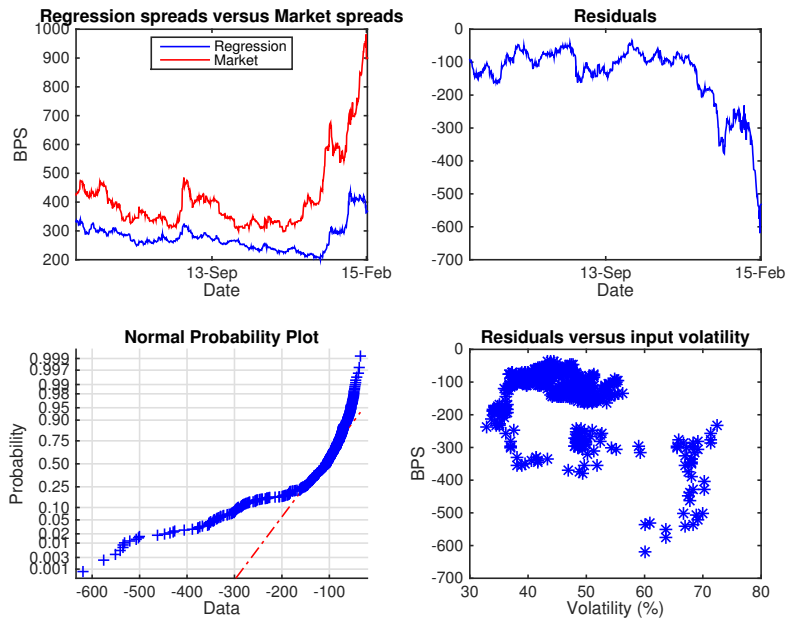 Regression spreads versus Market spreads
1000
900
800
700
600
500
400
300
200
BPS
Regression
Market
13-Sep
15-Feb
Date
Residuals
0
-100
-200
-300
-400
-500
-600
-700
13-Sep
15-Feb
Date
Normal Probability Plot
0.999
0.997
0.99
0.98
0.95
0.90
0.75
0.50
0.25
0.10
0.05
0.02
0.01
0.003
0.001
Probability
-600 -500 -400 -300 -200 -100
Data
Residuals versus input volatility
0
-100
-200
-300
-400
-500
-600
-700
BPS
30 40 50 60 70 80
Volatility (%)